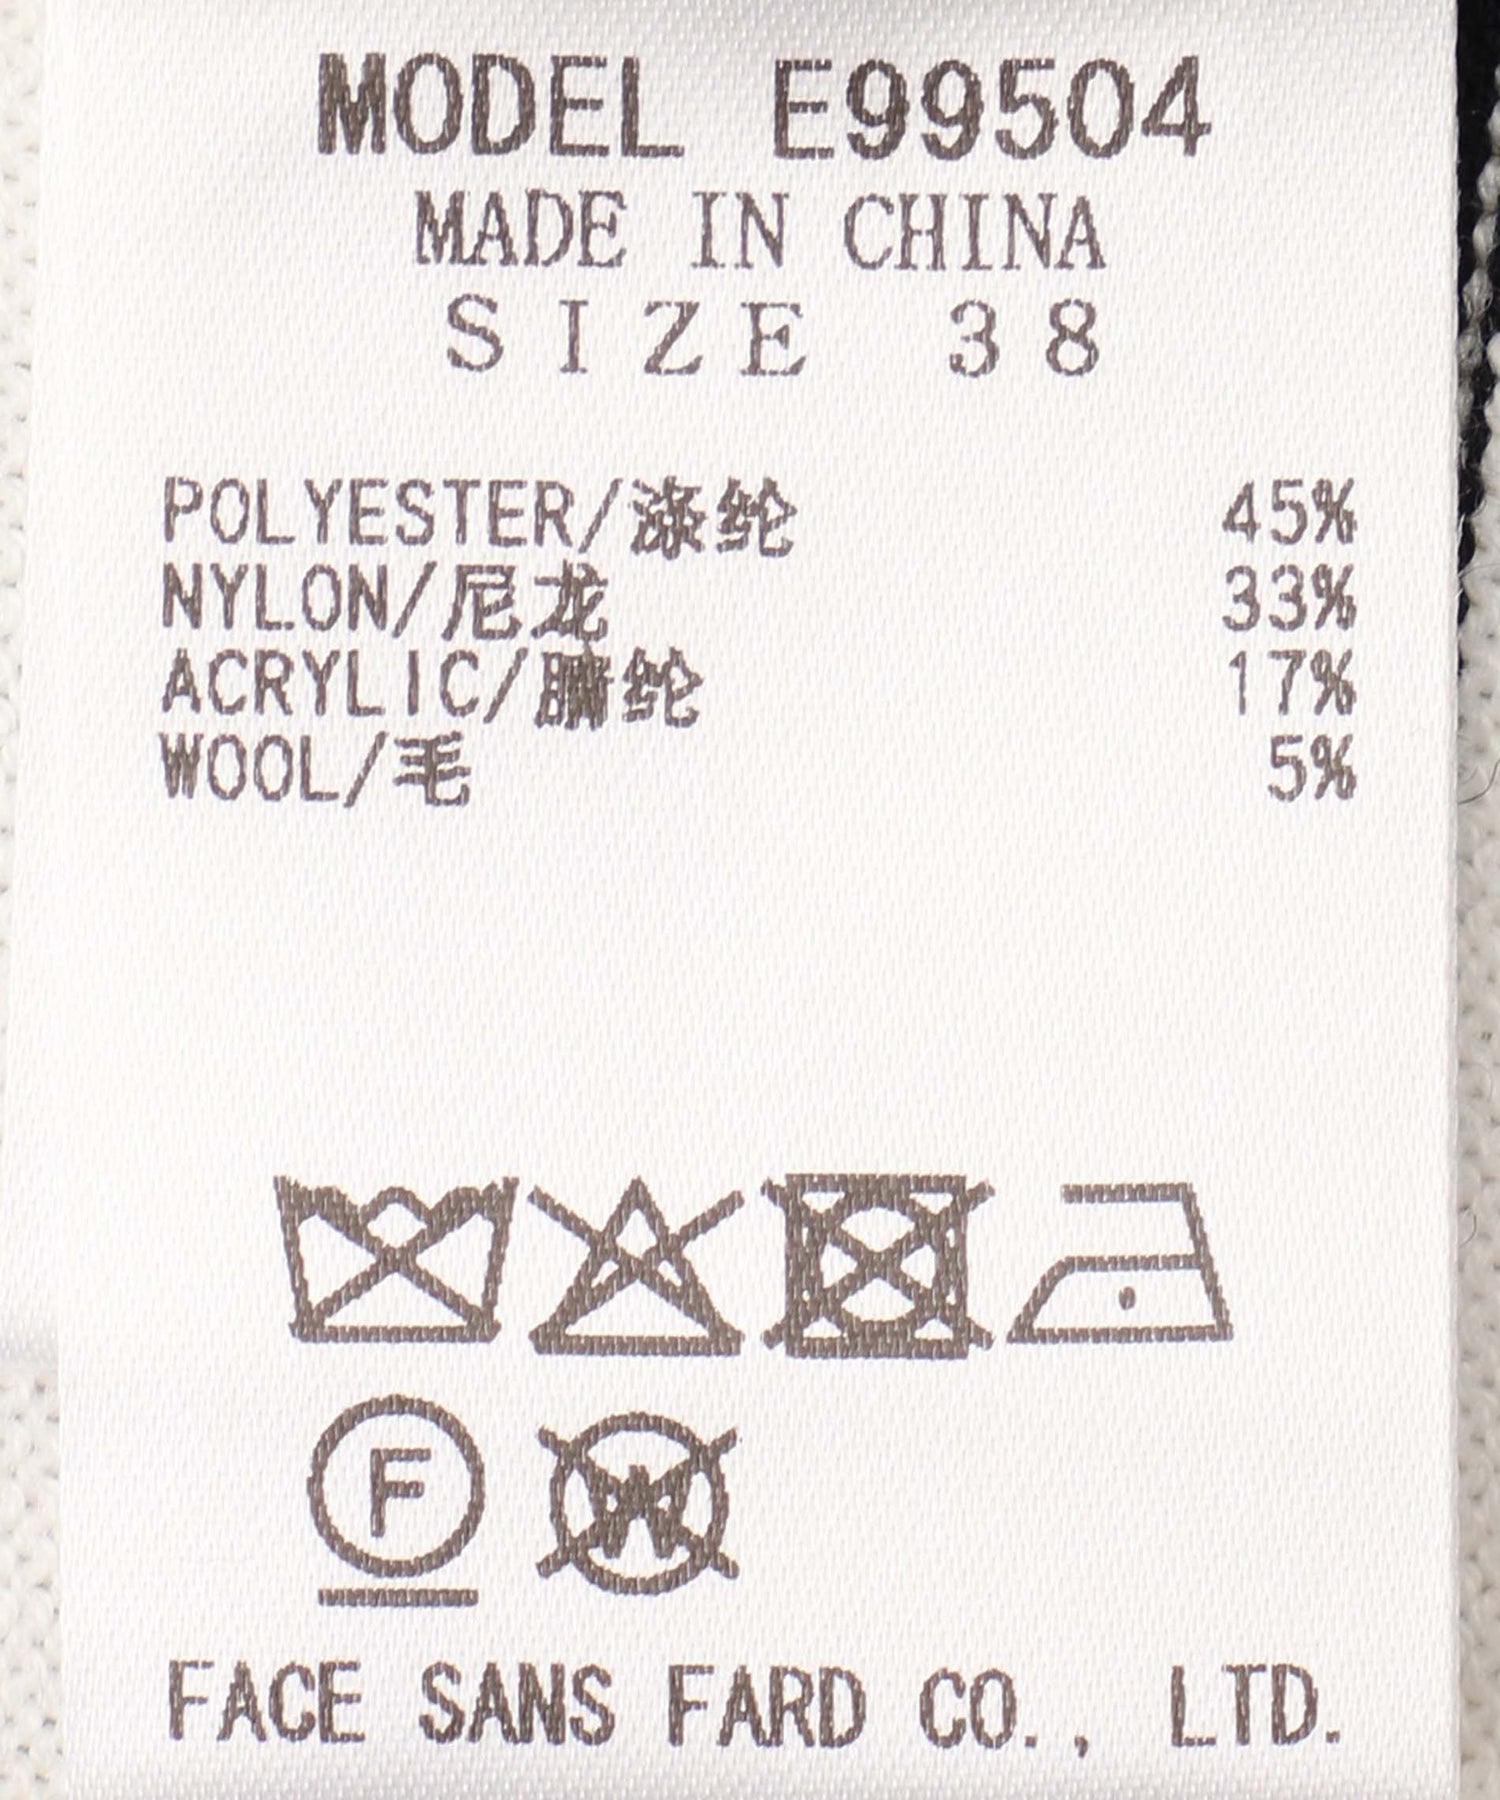 MODEL E99504
MADE IN CHINA
SIZE 38
POLYESTER/涤纶 45%
NYLON/尼龙 33%
ACRYLIC/腈纶 17%
WOOL/毛 5%
F
W
FACE SANS FARD CO., LTD.